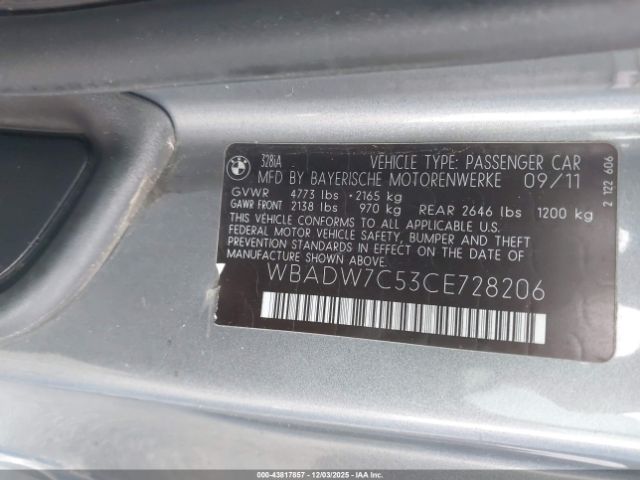 328iA VEHICLE TYPE: PASSENGER CAR
MFD BY BAYERISCHE MOTORENWERKE 09/11
GVWR 4773 lbs - 2165 kg
GAWR FRONT 2138 lbs 970 kg REAR 2646 lbs 1200 kg
THIS VEHICLE CONFORMS TO ALL APPLICABLE U.S.
FEDERAL MOTOR VEHICLE SAFETY, BUMPER AND THEFT
PREVENTION STANDARDS IN EFFECT ON THE DATE OF
MANUFACTURE SHOWN ABOVE.
WBADW7C53CE728206
2 122 606
000-43817857 - 12/03/2025 - IAAI.COM